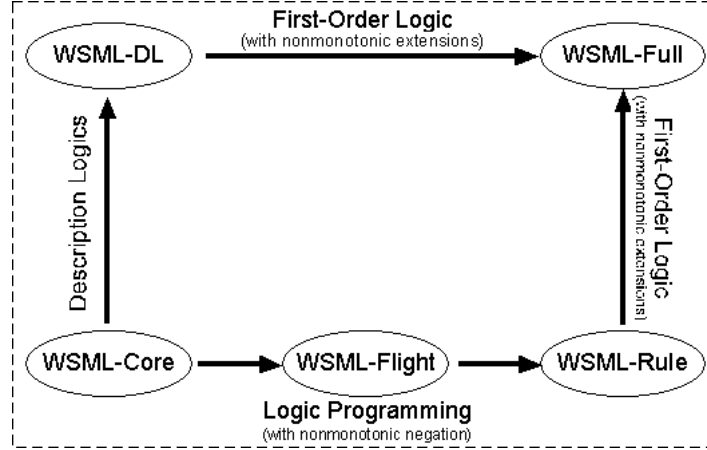 First-Order Logic
(with nonmonotonic extensions)
WSML-DL
WSML-Full
Description Logics
First-Order Logic
(with nonmonotonic extensions)
WSML-Core
WSML-Flight
WSML-Rule
Logic Programming
(with nonmonotonic negation)